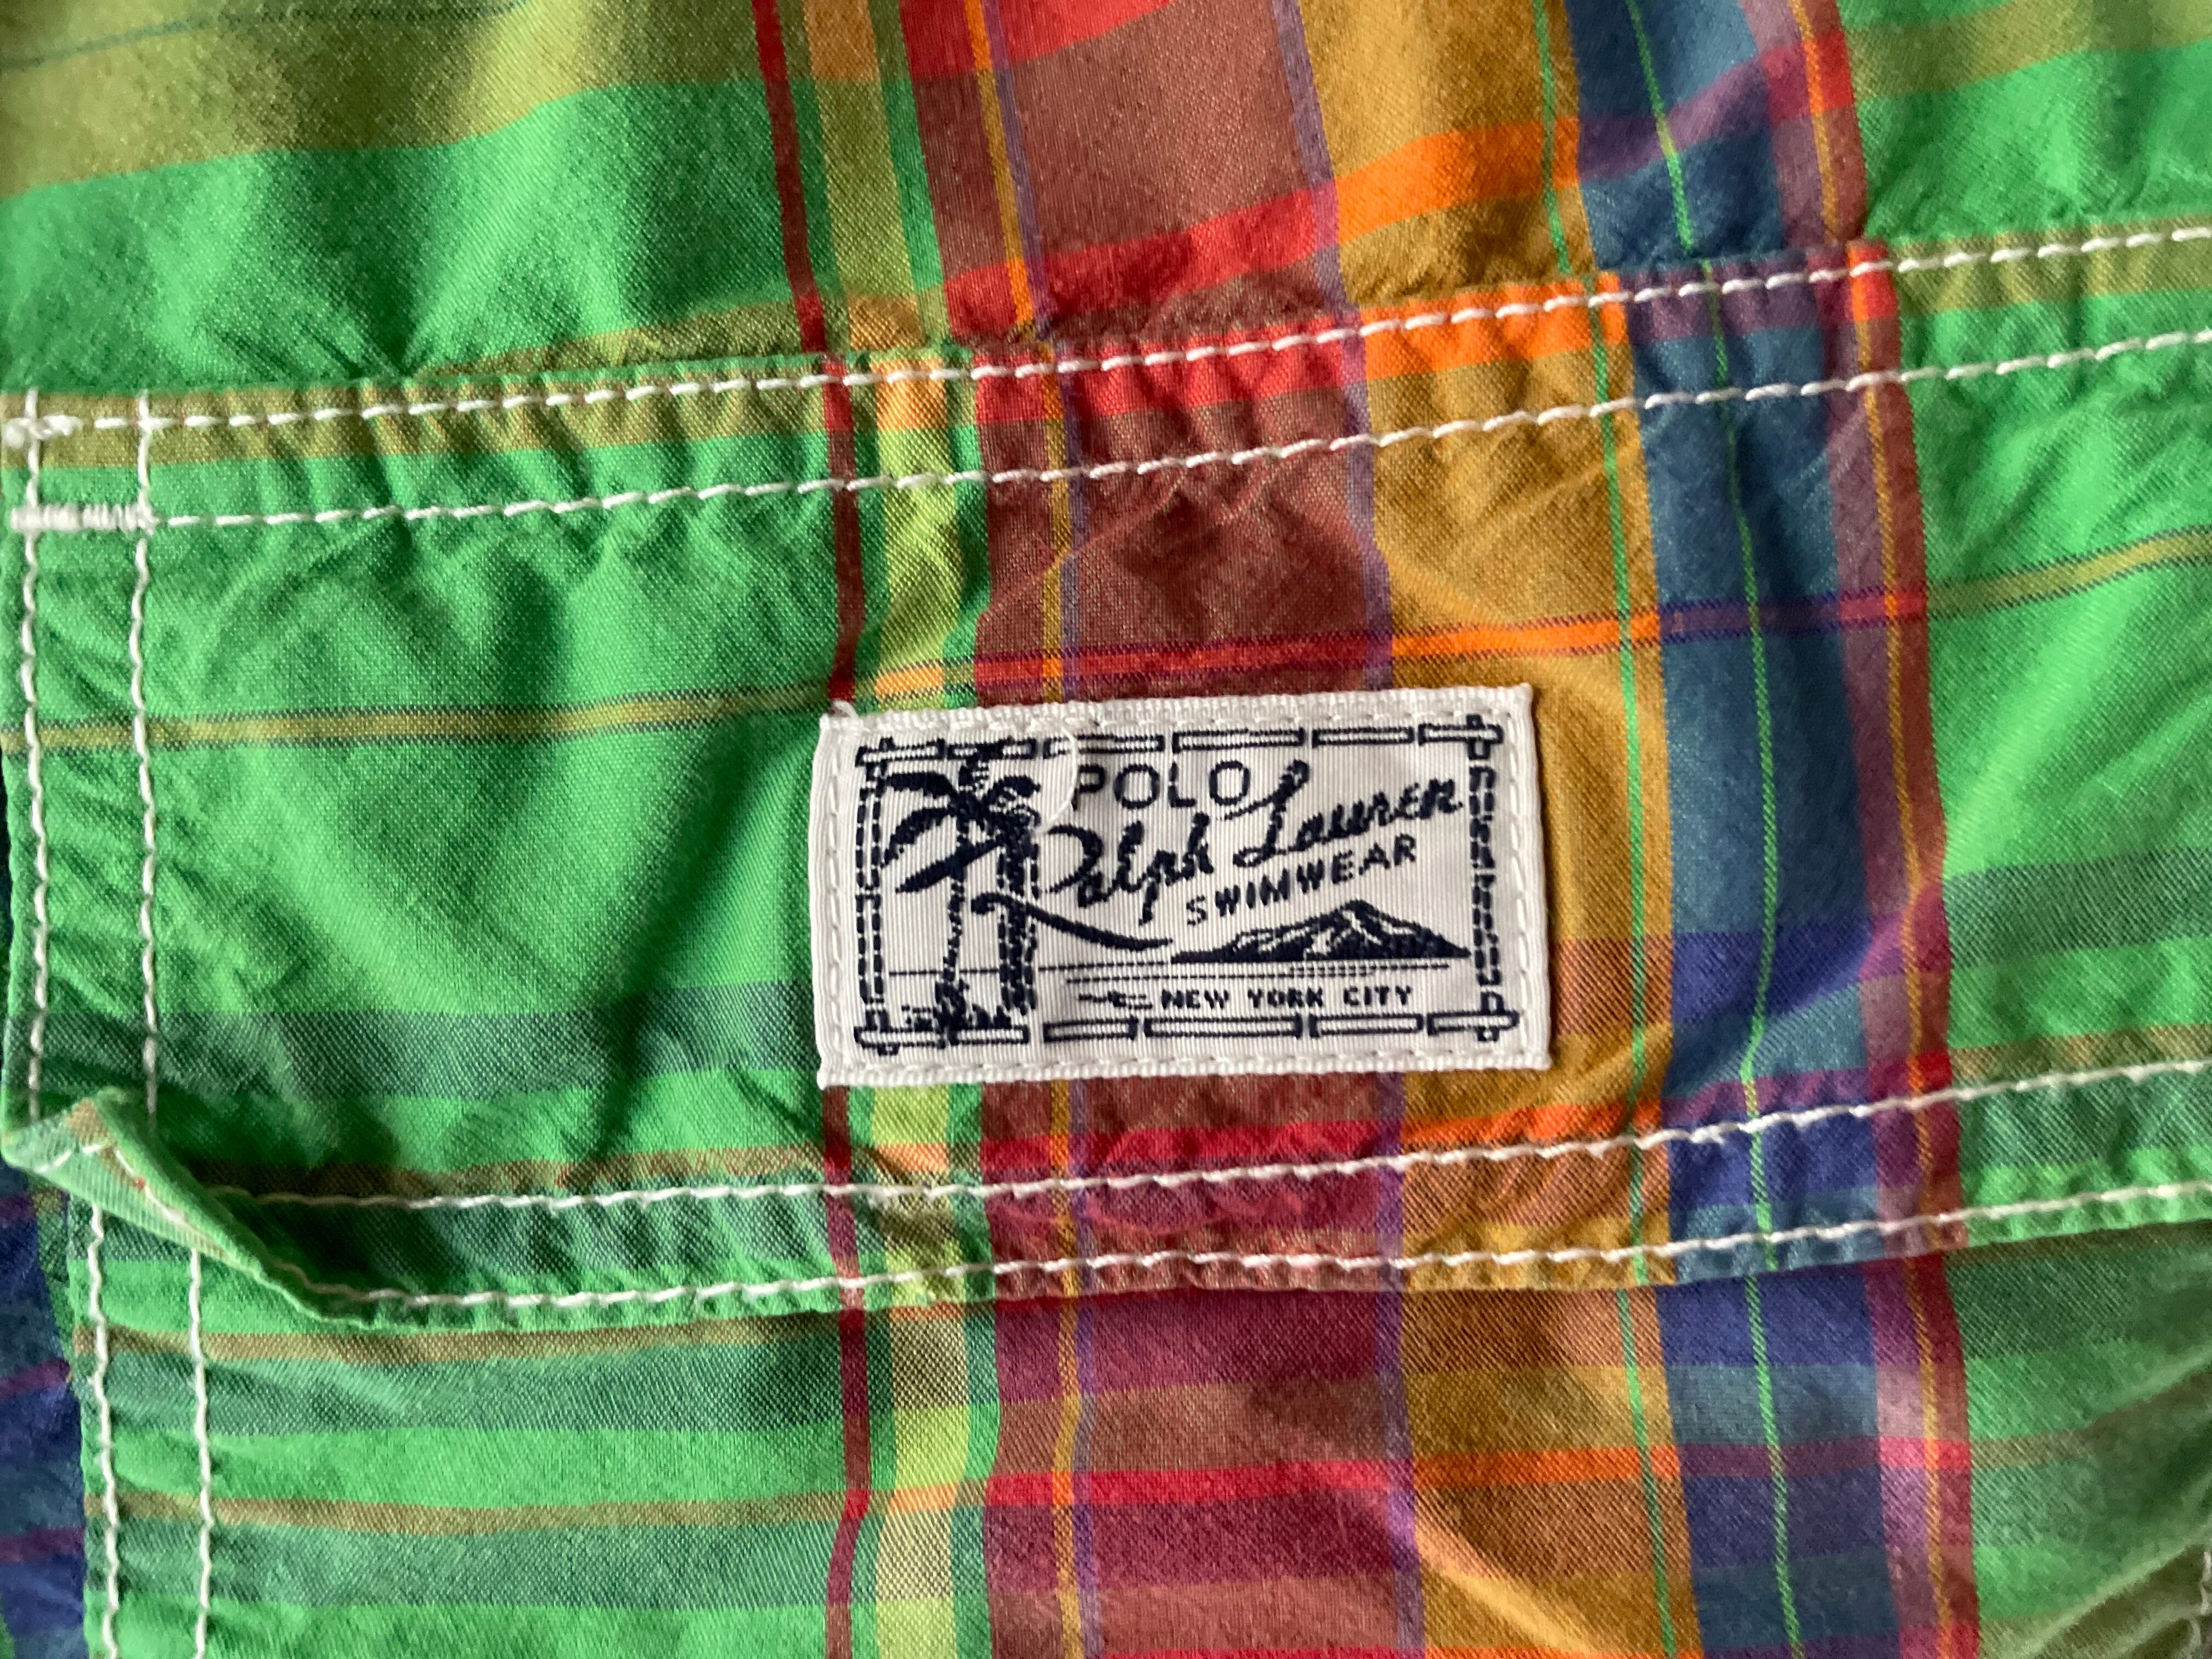 POLO
Ralph Lauren
SWIMWEAR
NEW YORK CITY